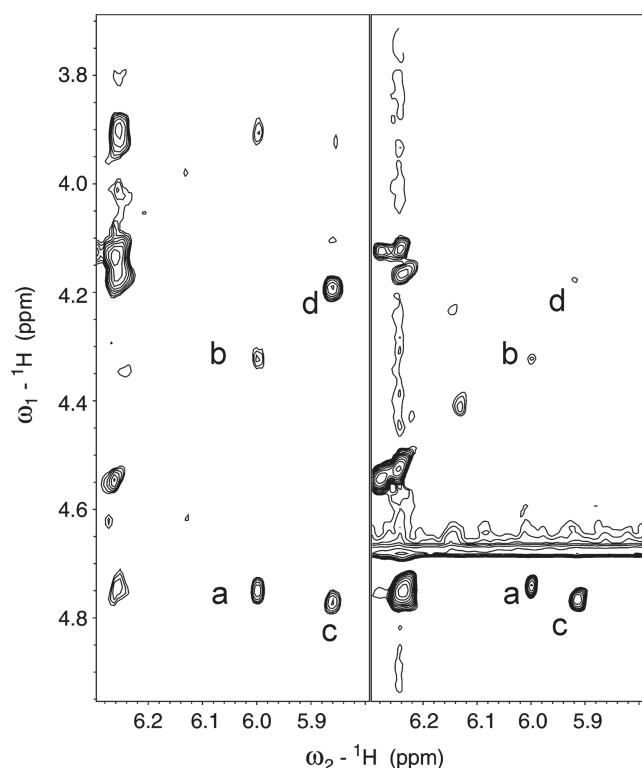 3.8
4.0
4.2
4.4
4.6
4.8
ω₁ - ¹H (ppm)
d
b
a
c
d
b
a
c
6.2 6.1 6.0 5.9 6.2 6.1 6.0 5.9
ω₂ - ¹H (ppm)